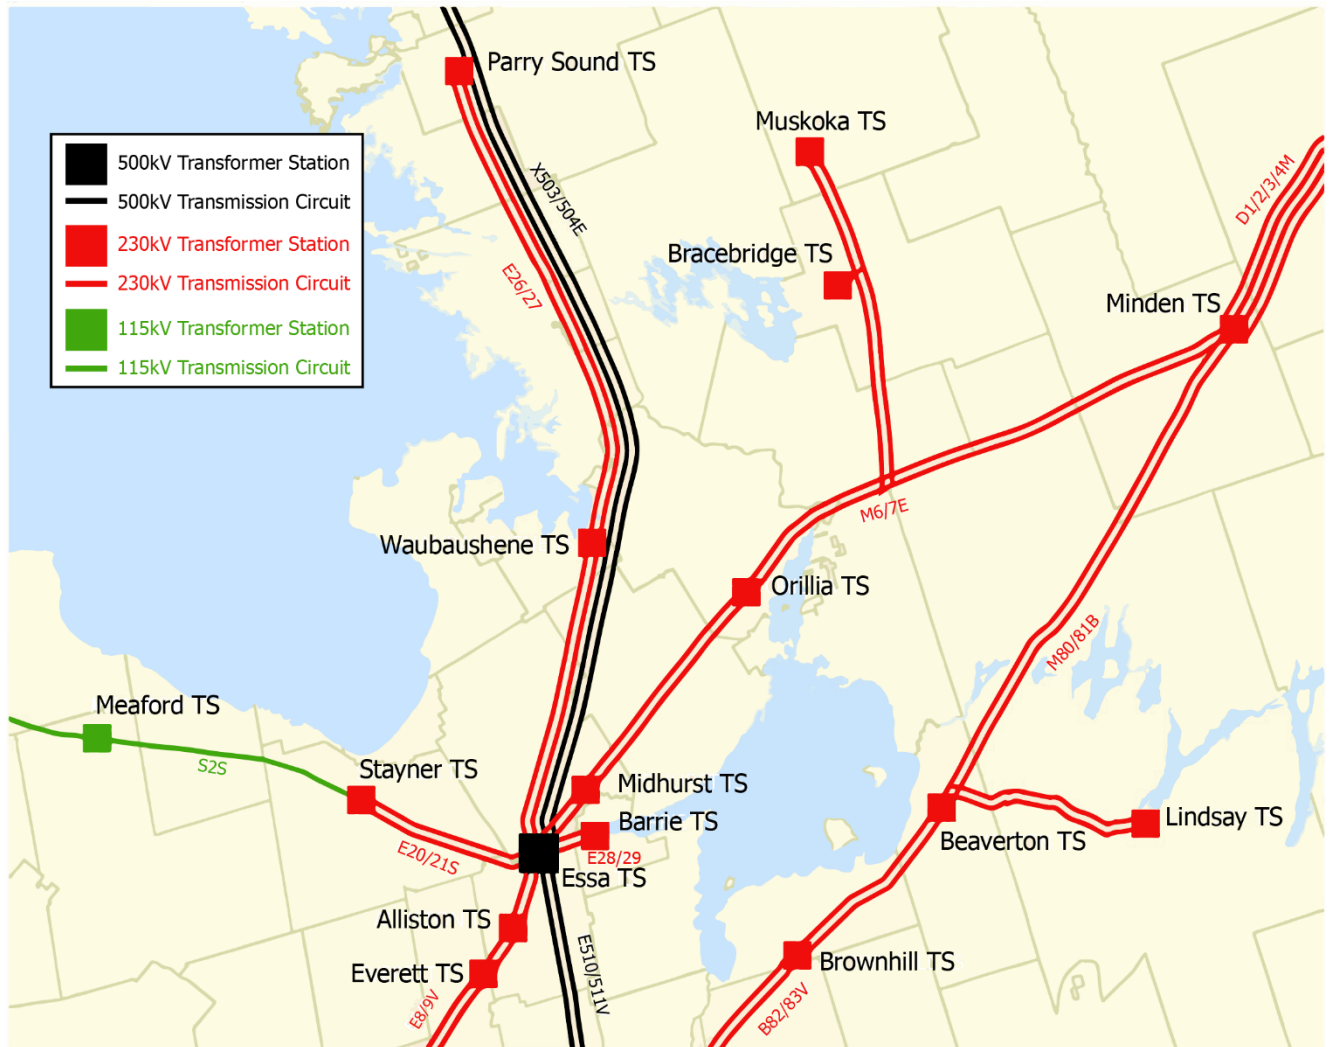 Parry Sound TS
Muskoka TS
500kV Transformer Station
500kV Transmission Circuit
230kV Transformer Station
230kV Transmission Circuit
115kV Transformer Station
115kV Transmission Circuit
X503/504E
D1/2/3/4M
Bracebridge TS
E26/27
Minden TS
M6/7E
Waubaushene TS
Orillia TS
M80/81B
Meaford TS
S2S
Stayner TS
Midhurst TS
Barrie TS
Lindsay TS
Beaverton TS
E20/21S
E28/29
Essa TS
Alliston TS
Everett TS
E510/511V
Brownhill TS
E8/9V
B82/83V